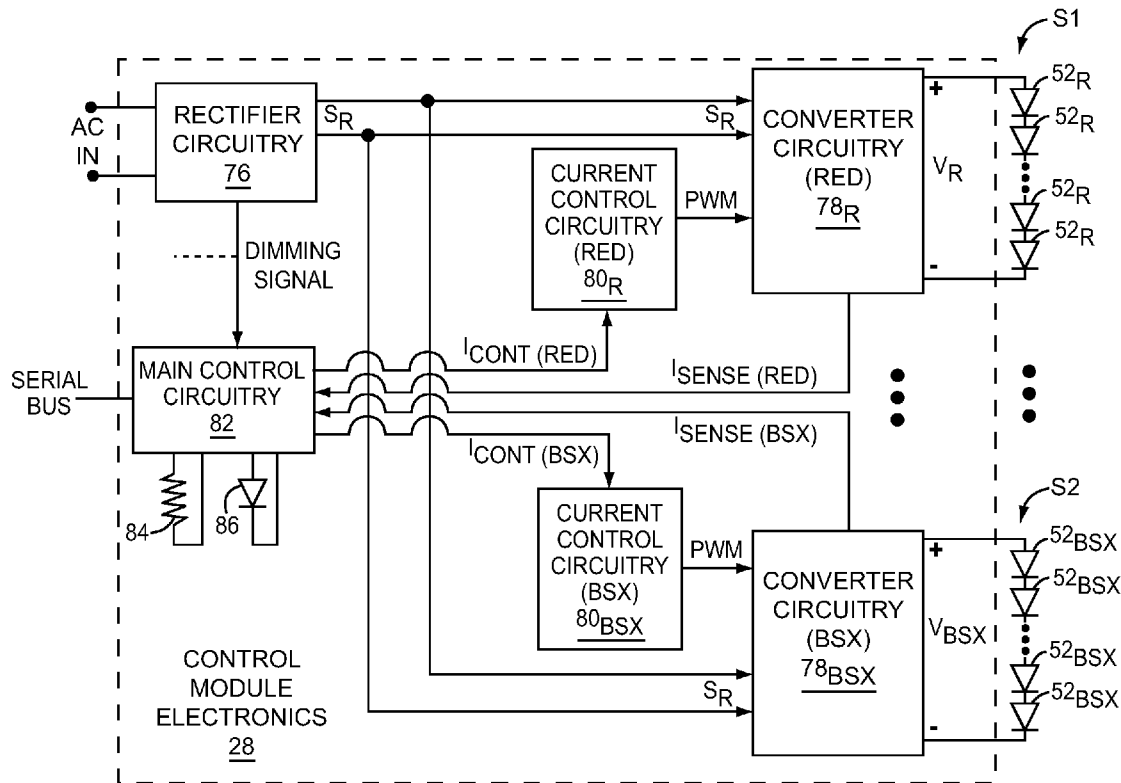 S1
52R
52R
52R
52R
AC
IN
RECTIFIER
CIRCUITRY
76
SR
SR
CONVERTER
CIRCUITRY
(RED)
78R
+
VR
-
CURRENT
CONTROL
CIRCUITRY
(RED)
80R
PWM
DIMMING
SIGNAL
SERIAL
BUS
MAIN CONTROL
CIRCUITRY
82
ICONT (RED)
ISENSE (RED)
ISENSE (BSX)
ICONT (BSX)
84
86
CURRENT
CONTROL
CIRCUITRY
(BSX)
80BSX
PWM
CONVERTER
CIRCUITRY
(BSX)
78BSX
SR
+
VBSX
-
S2
52BSX
52BSX
52BSX
52BSX
CONTROL
MODULE
ELECTRONICS
28